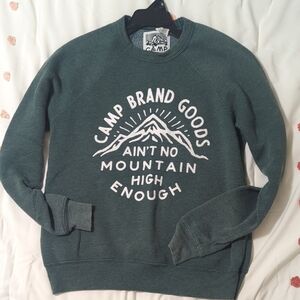 CAMP
CAMP BRAND GOODS
AIN'T NO
MOUNTAIN
HIGH
ENOUGH